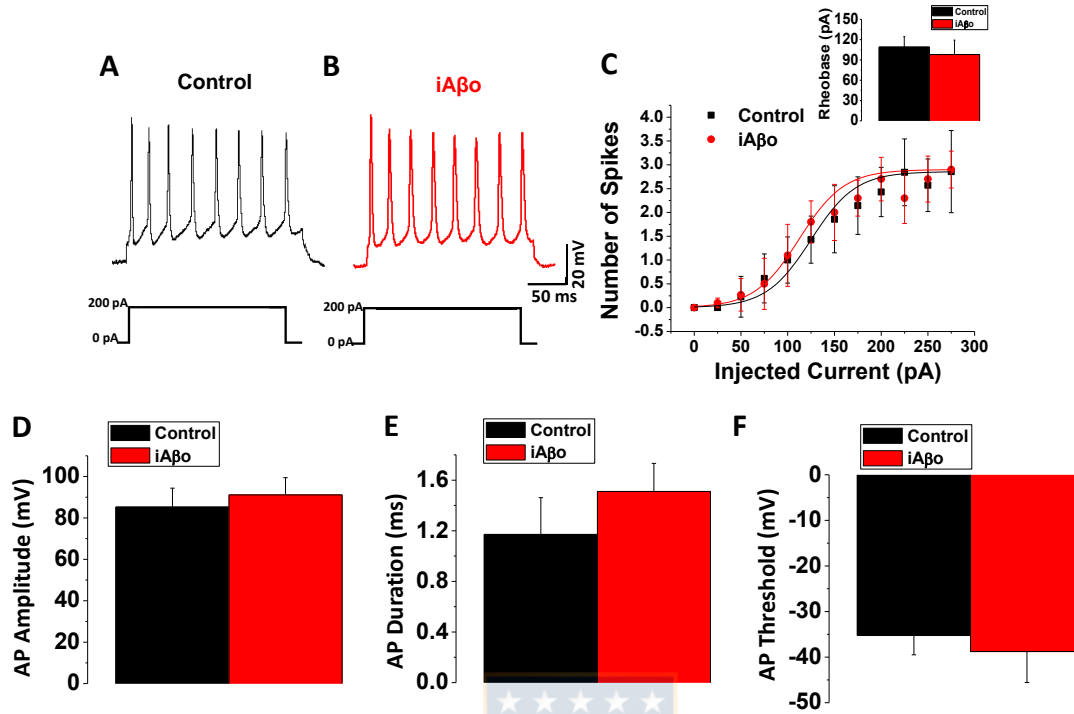 A
Control
200 pA
0 pA
B
iAβo
20 mV
50 ms
200 pA
0 pA
C
Control
iAβo
Number of Spikes
4.0
3.5
3.0
2.5
2.0
1.5
1.0
0.5
0.0
-0.5
0 50 100 150 200 250 300
Injected Current (pA)
Control
iAβo
Rheobase (pA)
150
120
90
60
30
0
D
Control
iAβo
AP Amplitude (mV)
100
80
60
40
20
0
E
Control
iAβo
AP Duration (ms)
1.6
1.2
0.8
0.4
0.0
F
Control
iAβo
AP Threshold (mV)
0
-10
-20
-30
-40
-50